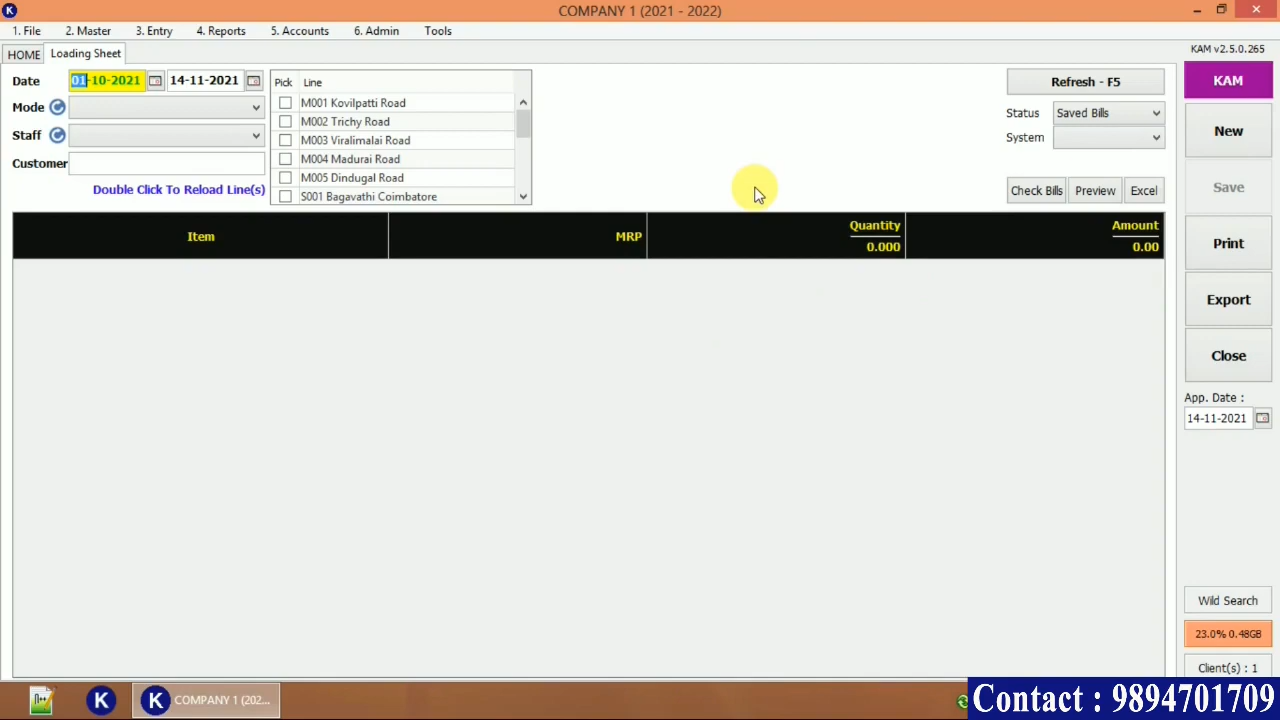 K
COMPANY 1 (2021 - 2022)
1. File
2. Master
3. Entry
4. Reports
5. Accounts
6. Admin
Tools
HOME
Loading Sheet
KAM v2.5.0.265
Date
01-10-2021
14-11-2021
Mode
Staff
Customer
Double Click To Reload Line(s)
Pick
Line
M001 Kovilpatti Road
M002 Trichy Road
M003 Viralimalai Road
M004 Madurai Road
M005 Dindugal Road
S001 Bagavathi Coimbatore
Refresh - F5
Status
Saved Bills
System
Check Bills
Preview
Excel
Item
MRP
Quantity
0.000
Amount
0.00
KAM
New
Save
Print
Export
Close
App. Date :
14-11-2021
Wild Search
23.0% 0.48GB
Client(s) : 1
K
K
COMPANY 1 (202...
Contact : 9894701709